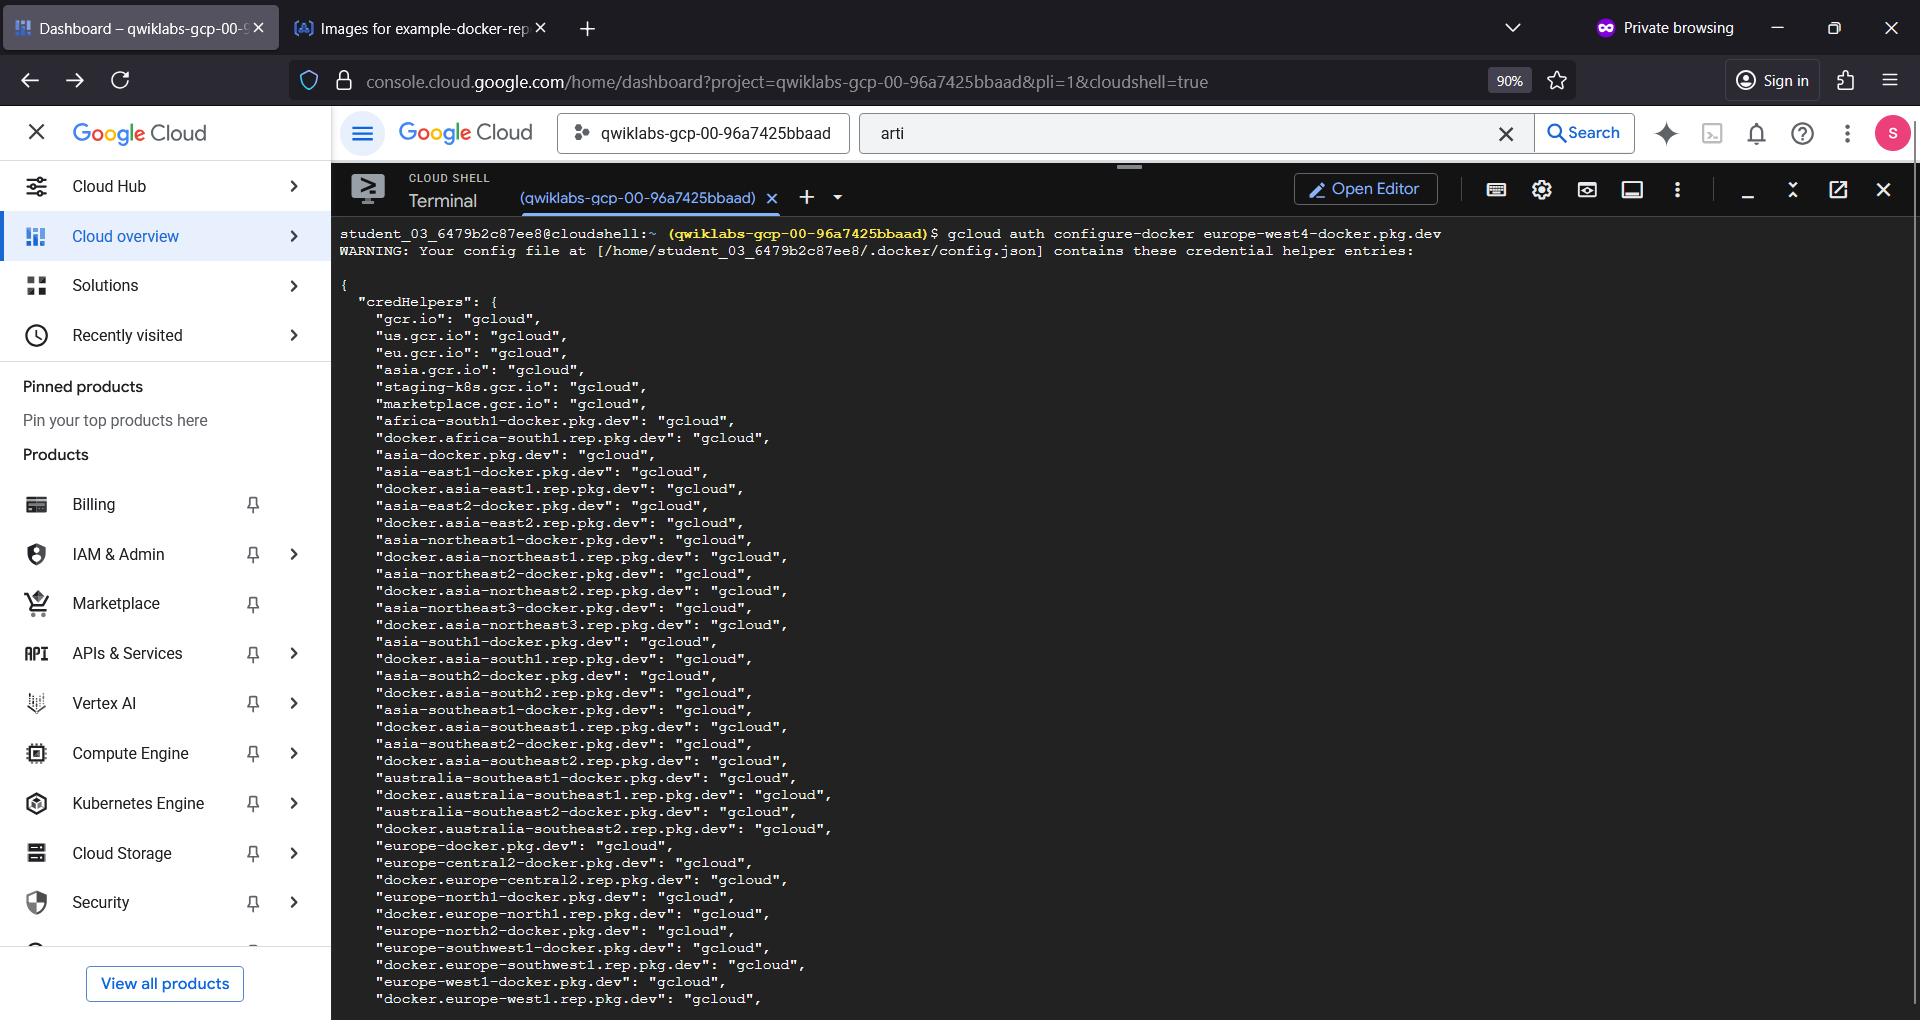 Dashboard – qwiklabs-gcp-00-9
Images for example-docker-rep
Private browsing
console.cloud.google.com/home/dashboard?project=qwiklabs-gcp-00-96a7425bbaad&pli=1&cloudshell=true
90%
Sign in
Google Cloud
Google Cloud
qwiklabs-gcp-00-96a7425bbaad
arti
Search
S
Cloud Hub
Cloud overview
Solutions
Recently visited
Pinned products
Pin your top products here
Products
Billing
IAM & Admin
Marketplace
API
APIs & Services
Vertex AI
Compute Engine
Kubernetes Engine
Cloud Storage
Security
View all products
CLOUD SHELL
Terminal
(qwiklabs-gcp-00-96a7425bbaad)
Open Editor
student_03_6479b2c87ee8@cloudshell:~ (qwiklabs-gcp-00-96a7425bbaad)$ gcloud auth configure-docker europe-west4-docker.pkg.dev
WARNING: Your config file at [/home/student_03_6479b2c87ee8/.docker/config.json] contains these credential helper entries:
{
"credHelpers": {
"gcr.io": "gcloud",
"us.gcr.io": "gcloud",
"eu.gcr.io": "gcloud",
"asia.gcr.io": "gcloud",
"staging-k8s.gcr.io": "gcloud",
"marketplace.gcr.io": "gcloud",
"africa-south1-docker.pkg.dev": "gcloud",
"docker.africa-south1.rep.pkg.dev": "gcloud",
"asia-docker.pkg.dev": "gcloud",
"asia-east1-docker.pkg.dev": "gcloud",
"docker.asia-east1.rep.pkg.dev": "gcloud",
"asia-east2-docker.pkg.dev": "gcloud",
"docker.asia-east2.rep.pkg.dev": "gcloud",
"asia-northeast1-docker.pkg.dev": "gcloud",
"docker.asia-northeast1.rep.pkg.dev": "gcloud",
"asia-northeast2-docker.pkg.dev": "gcloud",
"docker.asia-northeast2.rep.pkg.dev": "gcloud",
"asia-northeast3-docker.pkg.dev": "gcloud",
"docker.asia-northeast3.rep.pkg.dev": "gcloud",
"asia-south1-docker.pkg.dev": "gcloud",
"docker.asia-south1.rep.pkg.dev": "gcloud",
"asia-south2-docker.pkg.dev": "gcloud",
"docker.asia-south2.rep.pkg.dev": "gcloud",
"asia-southeast1-docker.pkg.dev": "gcloud",
"docker.asia-southeast1.rep.pkg.dev": "gcloud",
"asia-southeast2-docker.pkg.dev": "gcloud",
"docker.asia-southeast2.rep.pkg.dev": "gcloud",
"australia-southeast1-docker.pkg.dev": "gcloud",
"docker.australia-southeast1.rep.pkg.dev": "gcloud",
"australia-southeast2-docker.pkg.dev": "gcloud",
"docker.australia-southeast2.rep.pkg.dev": "gcloud",
"europe-docker.pkg.dev": "gcloud",
"europe-central2-docker.pkg.dev": "gcloud",
"docker.europe-central2.rep.pkg.dev": "gcloud",
"europe-north1-docker.pkg.dev": "gcloud",
"docker.europe-north1.rep.pkg.dev": "gcloud",
"europe-north2-docker.pkg.dev": "gcloud",
"europe-southwest1-docker.pkg.dev": "gcloud",
"docker.europe-southwest1.rep.pkg.dev": "gcloud",
"europe-west1-docker.pkg.dev": "gcloud",
"docker.europe-west1.rep.pkg.dev": "gcloud",